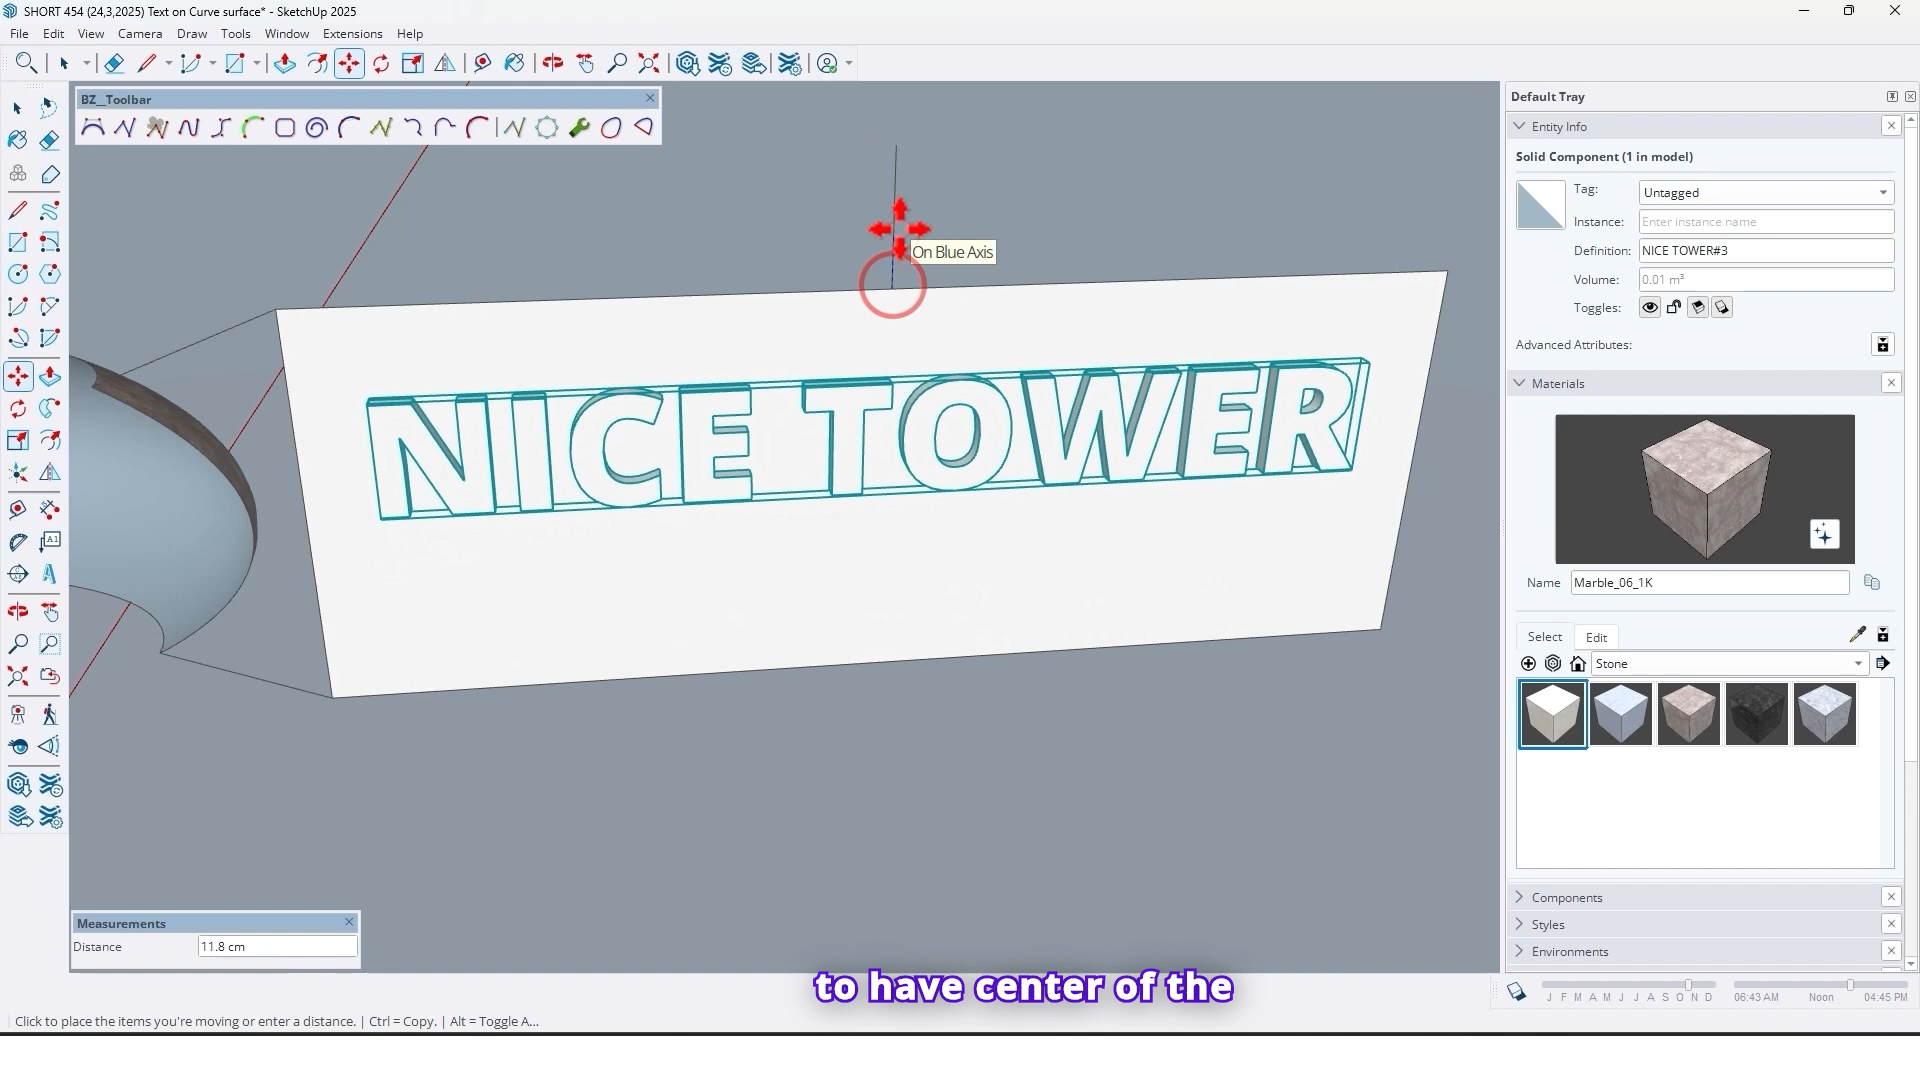 SHORT 454 (24,3,2025) Text on Curve surface* - SketchUp 2025
File Edit View Camera Draw Tools Window Extensions Help
BZ__Toolbar
Default Tray
Entity Info
Solid Component (1 in model)
Tag: Untagged
Instance: Enter instance name
Definition: NICE TOWER#3
Volume: 0.01 m³
Toggles:
Advanced Attributes:
On Blue Axis
NICE TOWER
Materials
Name Marble_06_1K
Select Edit
Stone
Components
Styles
Environments
Measurements
Distance 11.8 cm
to have center of the
J F M A M J J A S O N D 06:43 AM Noon 04:45 PM
Click to place the items you're moving or enter a distance. | Ctrl = Copy. | Alt = Toggle A...